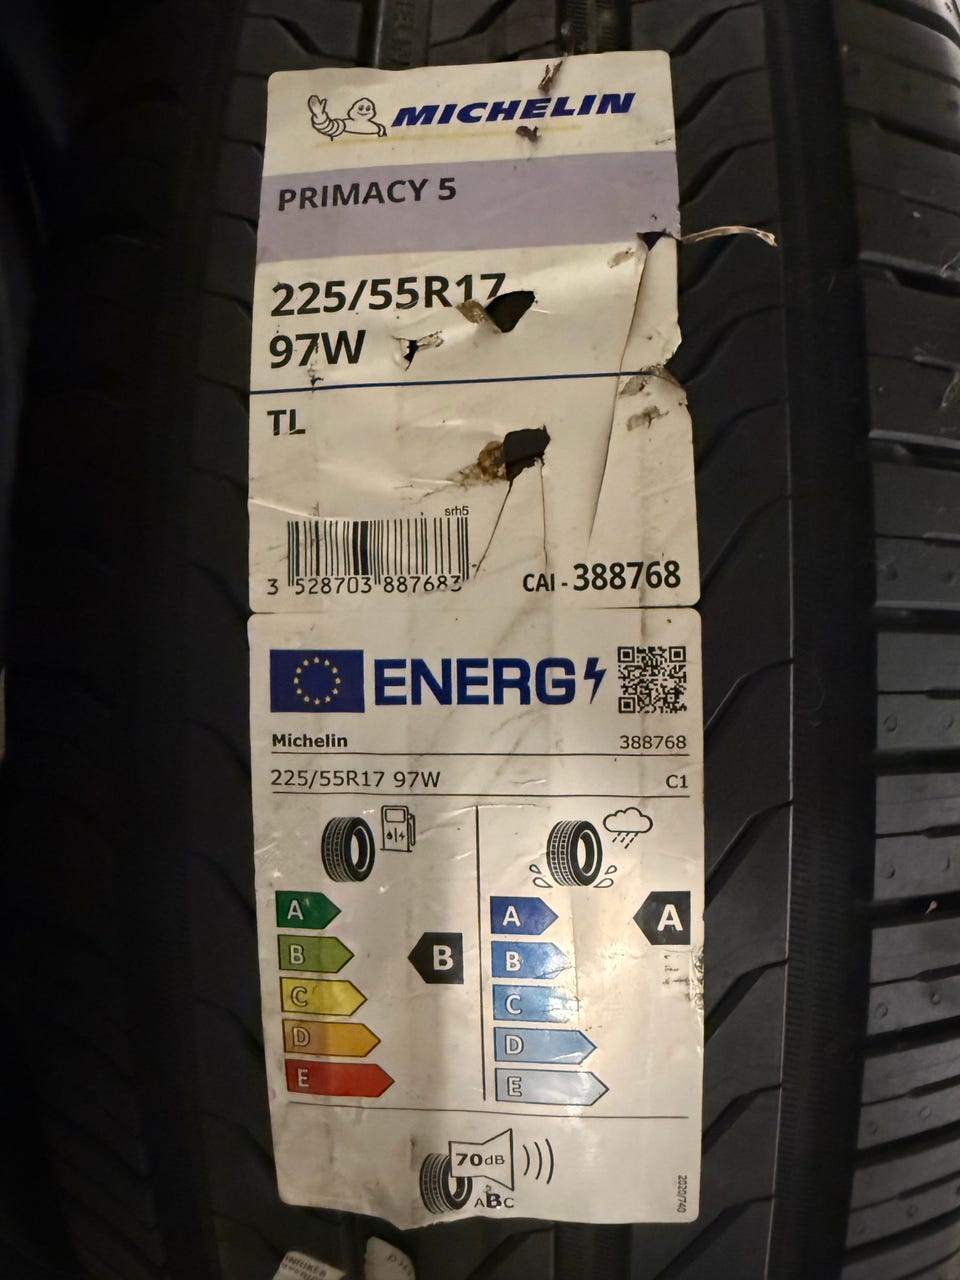 MICHELIN
PRIMACY 5
225/55R17
97W
TL
srh5
3 528703 887683
CAI - 388768
ENERG
Michelin 388768
225/55R17 97W C1
A
B
C
D
E
B
A
B
C
D
E
A
70dB
ABC
2020/740